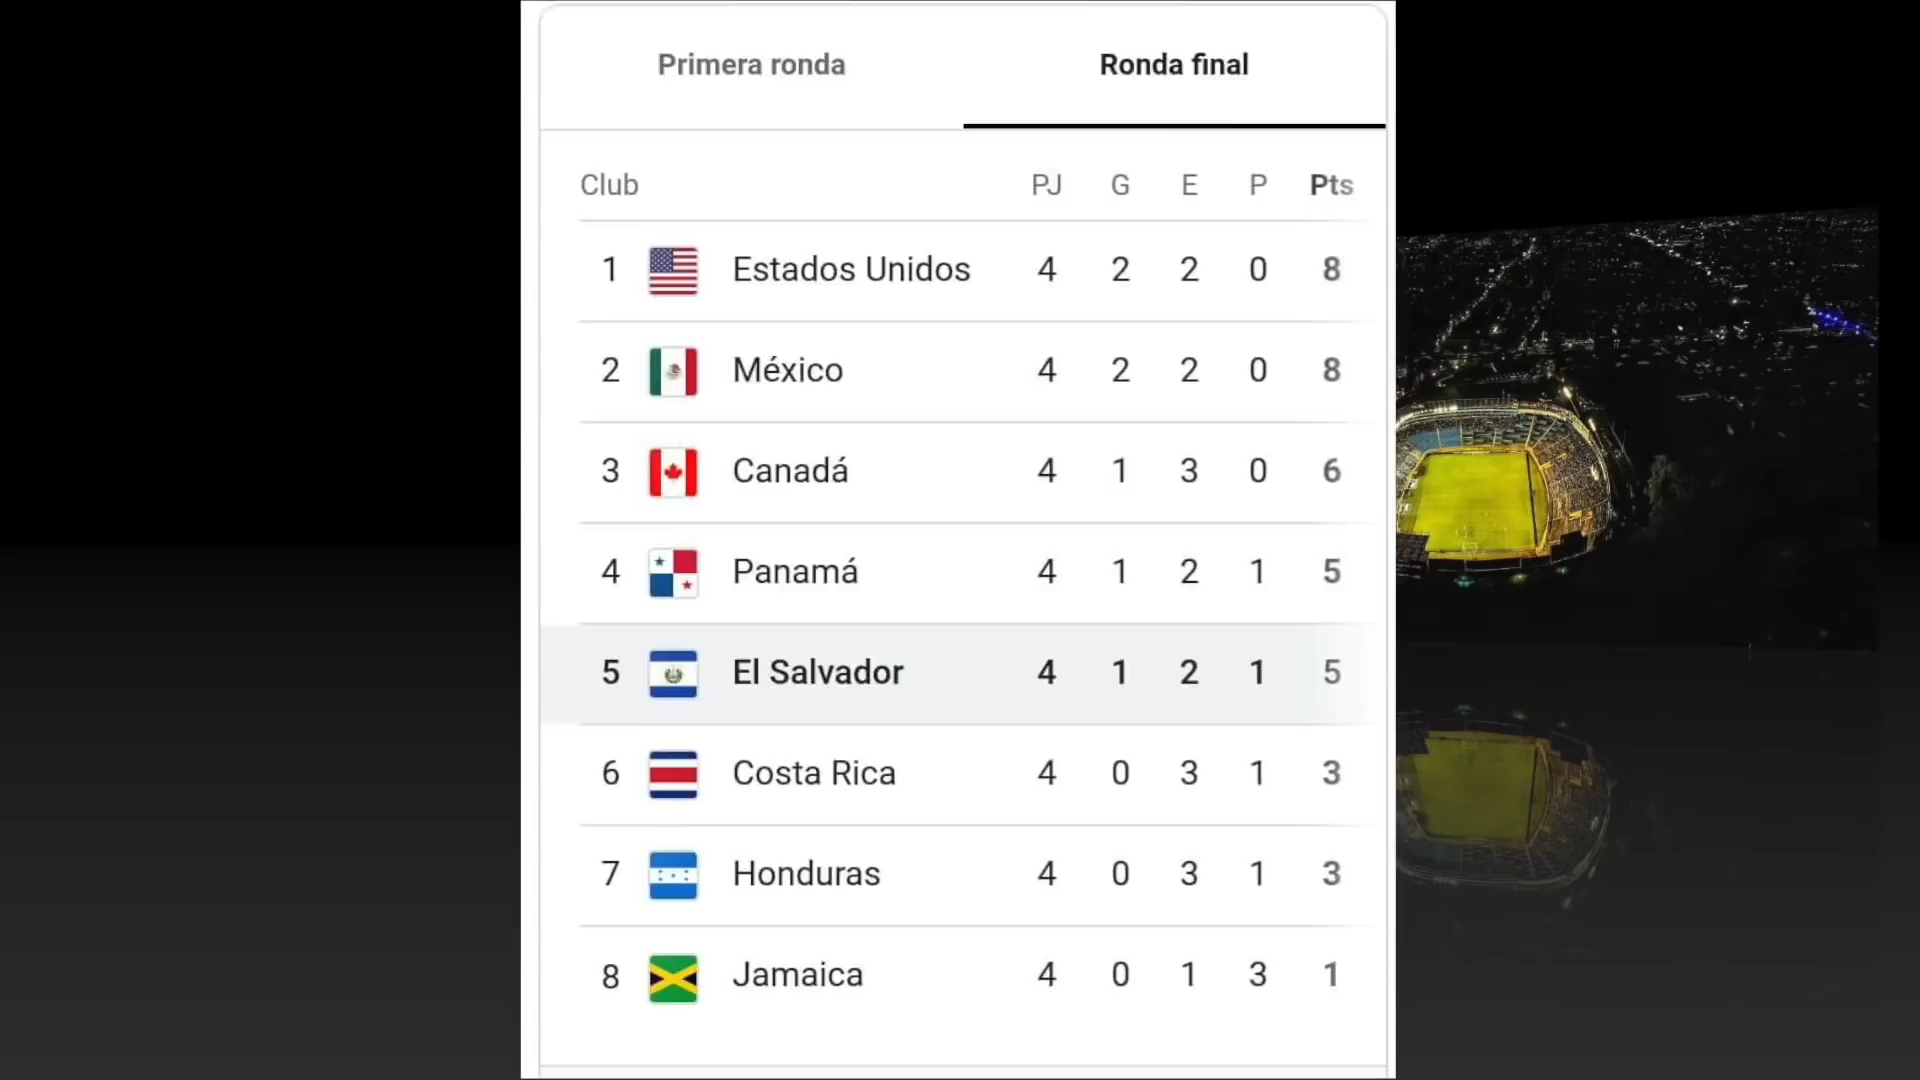 Primera ronda Ronda final
Club PJ G E P Pts
1 Estados Unidos 4 2 2 0 8
2 México 4 2 2 0 8
3 Canadá 4 1 3 0 6
4 Panamá 4 1 2 1 5
5 El Salvador 4 1 2 1 5
6 Costa Rica 4 0 3 1 3
7 Honduras 4 0 3 1 3
8 Jamaica 4 0 1 3 1